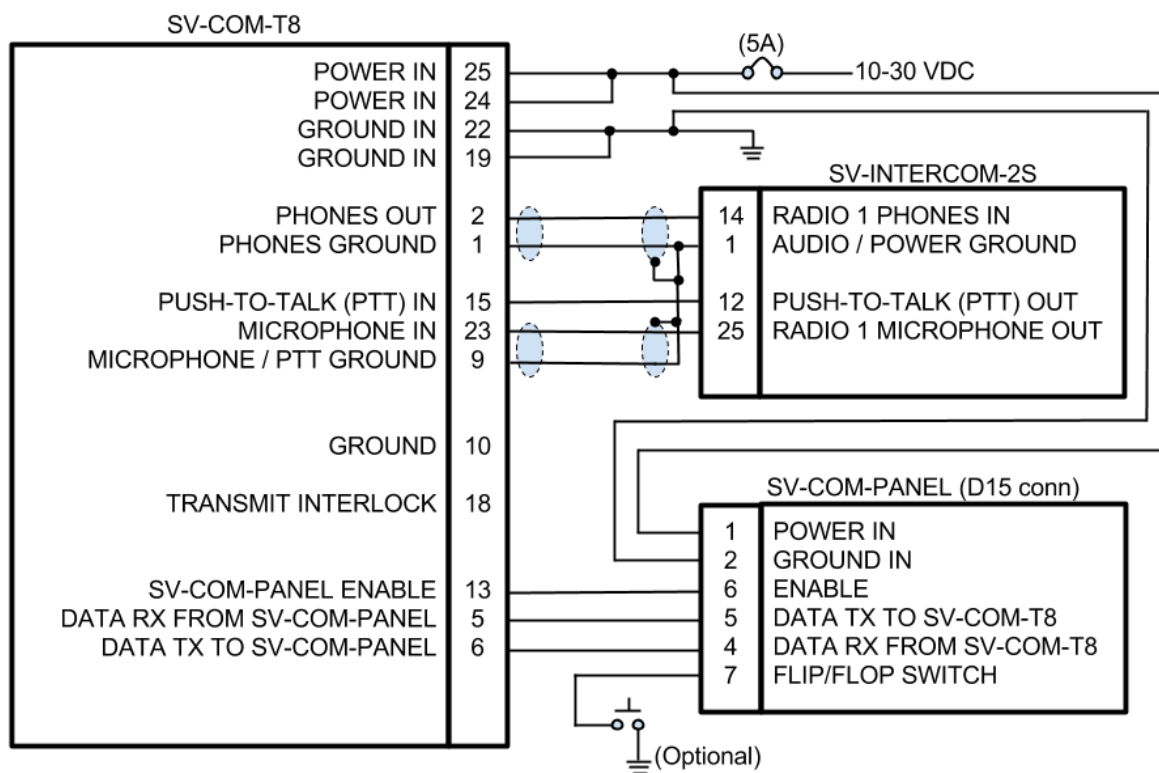 SV-COM-T8
(5A)
POWER IN 25
10-30 VDC
POWER IN 24
GROUND IN 22
GROUND IN 19
SV-INTERCOM-2S
PHONES OUT 2
14 RADIO 1 PHONES IN
PHONES GROUND 1
1 AUDIO / POWER GROUND
PUSH-TO-TALK (PTT) IN 15
12 PUSH-TO-TALK (PTT) OUT
MICROPHONE IN 23
25 RADIO 1 MICROPHONE OUT
MICROPHONE / PTT GROUND 9
GROUND 10
TRANSMIT INTERLOCK 18
SV-COM-PANEL (D15 conn)
1 POWER IN
2 GROUND IN
SV-COM-PANEL ENABLE 13
6 ENABLE
DATA RX FROM SV-COM-PANEL 5
5 DATA TX TO SV-COM-T8
DATA TX TO SV-COM-PANEL 6
4 DATA RX FROM SV-COM-T8
7 FLIP/FLOP SWITCH
(Optional)